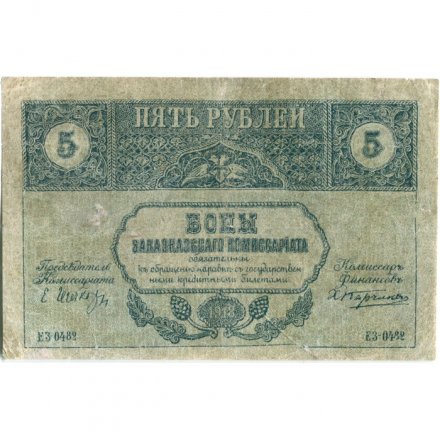 5 ПЯТЬ РУБЛЕЙ 5
БОНЫ
ЗАКАВКАЗСКАГО КОМИССАРІАТА
обязательны
къ обращенію наравнѣ съ государствен-
ными кредитными билетами.
Предсѣдатель
Комиссаріата
Комиссаръ
Финансовъ
1918
ЕЗ-0482 ЕЗ-0482